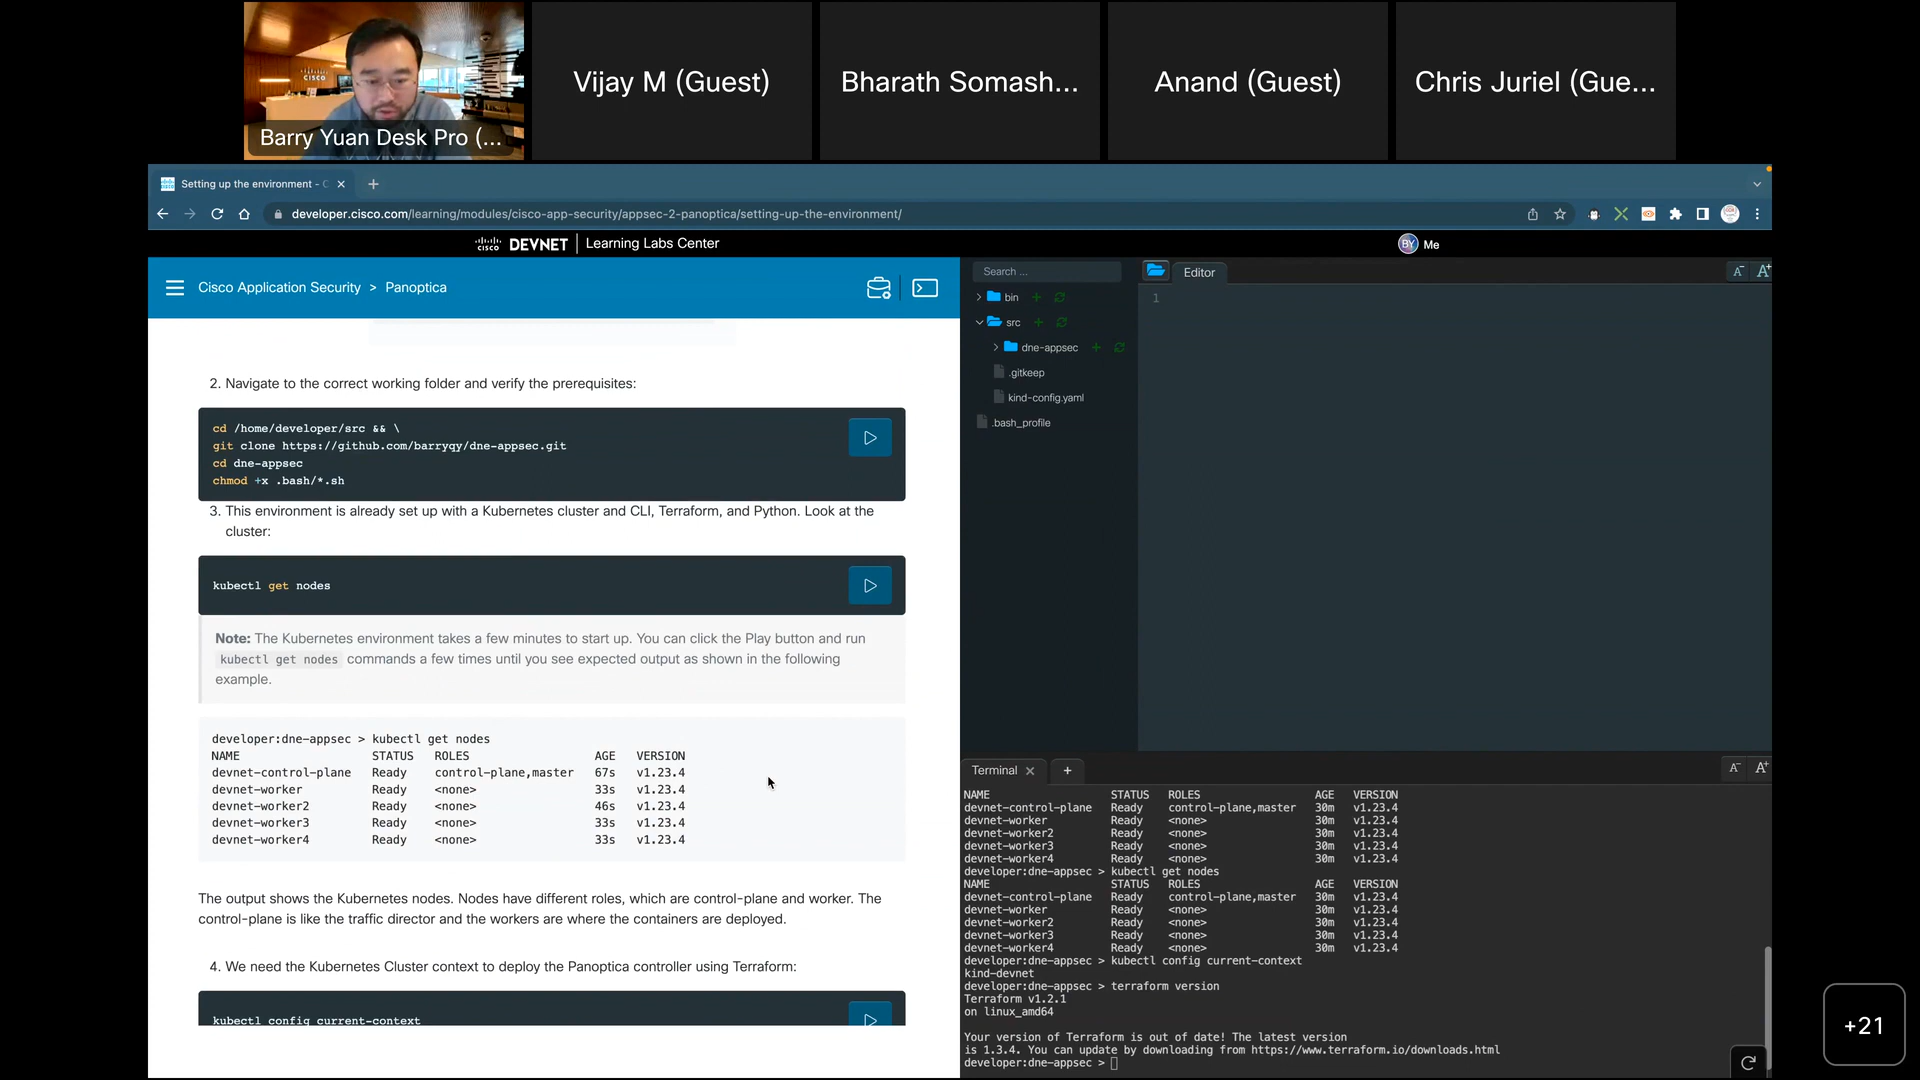 Barry Yuan Desk Pro (...
Vijay M (Guest)
Bharath Somash...
Anand (Guest)
Chris Juriel (Gue...
Setting up the environment - C
developer.cisco.com/learning/modules/cisco-app-security/appsec-2-panoptica/setting-up-the-environment/
cisco DEVNET | Learning Labs Center
BY Me
Cisco Application Security > Panoptica
2. Navigate to the correct working folder and verify the prerequisites:
cd /home/developer/src && \
git clone https://github.com/barryqy/dne-appsec.git
cd dne-appsec
chmod +x .bash/*.sh
3. This environment is already set up with a Kubernetes cluster and CLI, Terraform, and Python. Look at the
cluster:
kubectl get nodes
Note: The Kubernetes environment takes a few minutes to start up. You can click the Play button and run
kubectl get nodes commands a few times until you see expected output as shown in the following
example.
developer:dne-appsec > kubectl get nodes
NAME STATUS ROLES AGE VERSION
devnet-control-plane Ready control-plane,master 67s v1.23.4
devnet-worker Ready <none> 33s v1.23.4
devnet-worker2 Ready <none> 46s v1.23.4
devnet-worker3 Ready <none> 33s v1.23.4
devnet-worker4 Ready <none> 33s v1.23.4
The output shows the Kubernetes nodes. Nodes have different roles, which are control-plane and worker. The
control-plane is like the traffic director and the workers are where the containers are deployed.
4. We need the Kubernetes Cluster context to deploy the Panoptica controller using Terraform:
kubectl config current-context
Search ...
bin
src
dne-appsec
.gitkeep
kind-config.yaml
.bash_profile
Editor
A- A+
1
Terminal
A- A+
NAME STATUS ROLES AGE VERSION
devnet-control-plane Ready control-plane,master 30m v1.23.4
devnet-worker Ready <none> 30m v1.23.4
devnet-worker2 Ready <none> 30m v1.23.4
devnet-worker3 Ready <none> 30m v1.23.4
devnet-worker4 Ready <none> 30m v1.23.4
developer:dne-appsec > kubectl get nodes
NAME STATUS ROLES AGE VERSION
devnet-control-plane Ready control-plane,master 30m v1.23.4
devnet-worker Ready <none> 30m v1.23.4
devnet-worker2 Ready <none> 30m v1.23.4
devnet-worker3 Ready <none> 30m v1.23.4
devnet-worker4 Ready <none> 30m v1.23.4
developer:dne-appsec > kubectl config current-context
kind-devnet
developer:dne-appsec > terraform version
Terraform v1.2.1
on linux_amd64
Your version of Terraform is out of date! The latest version
is 1.3.4. You can update by downloading from https://www.terraform.io/downloads.html
developer:dne-appsec >
+21